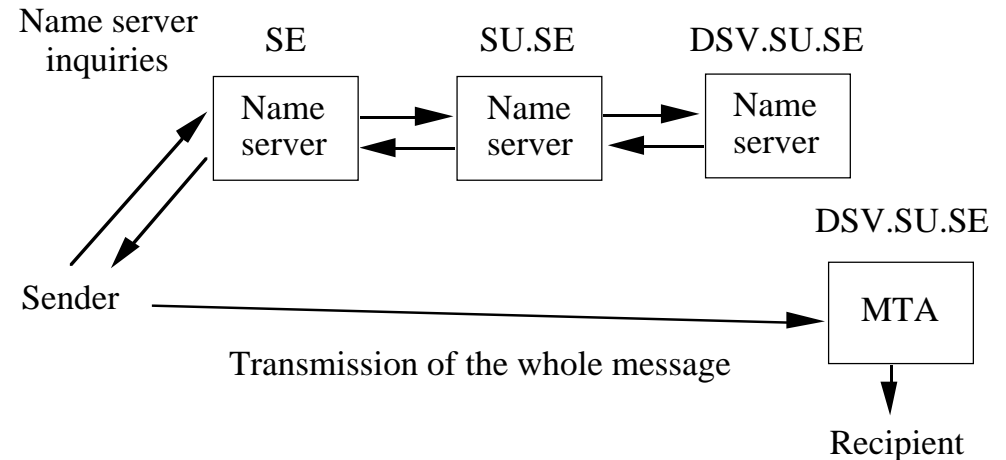 Name server
inquiries
SE
SU.SE
DSV.SU.SE
Name
server
Name
server
Name
server
DSV.SU.SE
Sender
MTA
Transmission of the whole message
Recipient